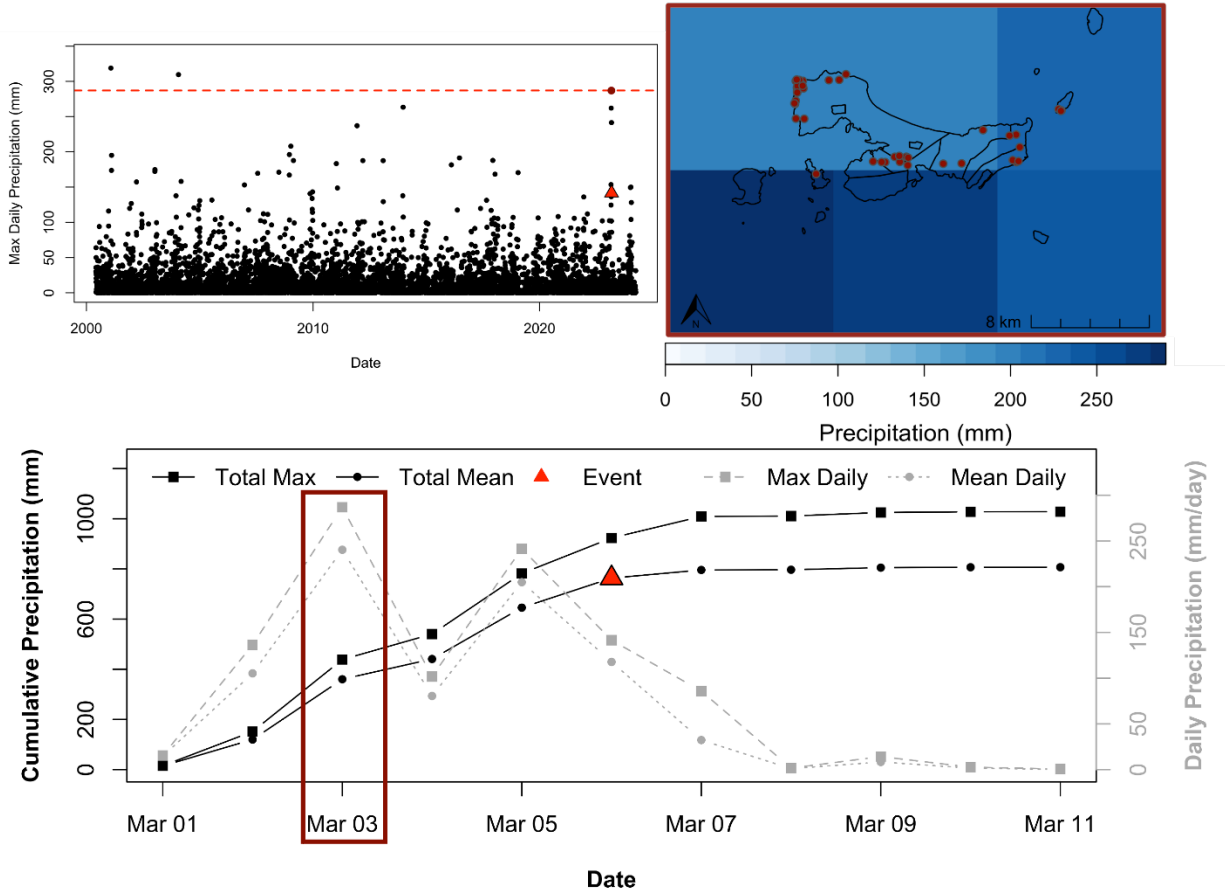 Max Daily Precipitation (mm)
300
200
100
50
0
2000 2010 2020
Date
N
8 km
0 50 100 150 200 250
Precipitation (mm)
Total Max Total Mean Event Max Daily Mean Daily
Cumulative Precipitation (mm)
1000
600
200
0
Daily Precipitation (mm/day)
250
150
50
0
Mar 01 Mar 03 Mar 05 Mar 07 Mar 09 Mar 11
Date